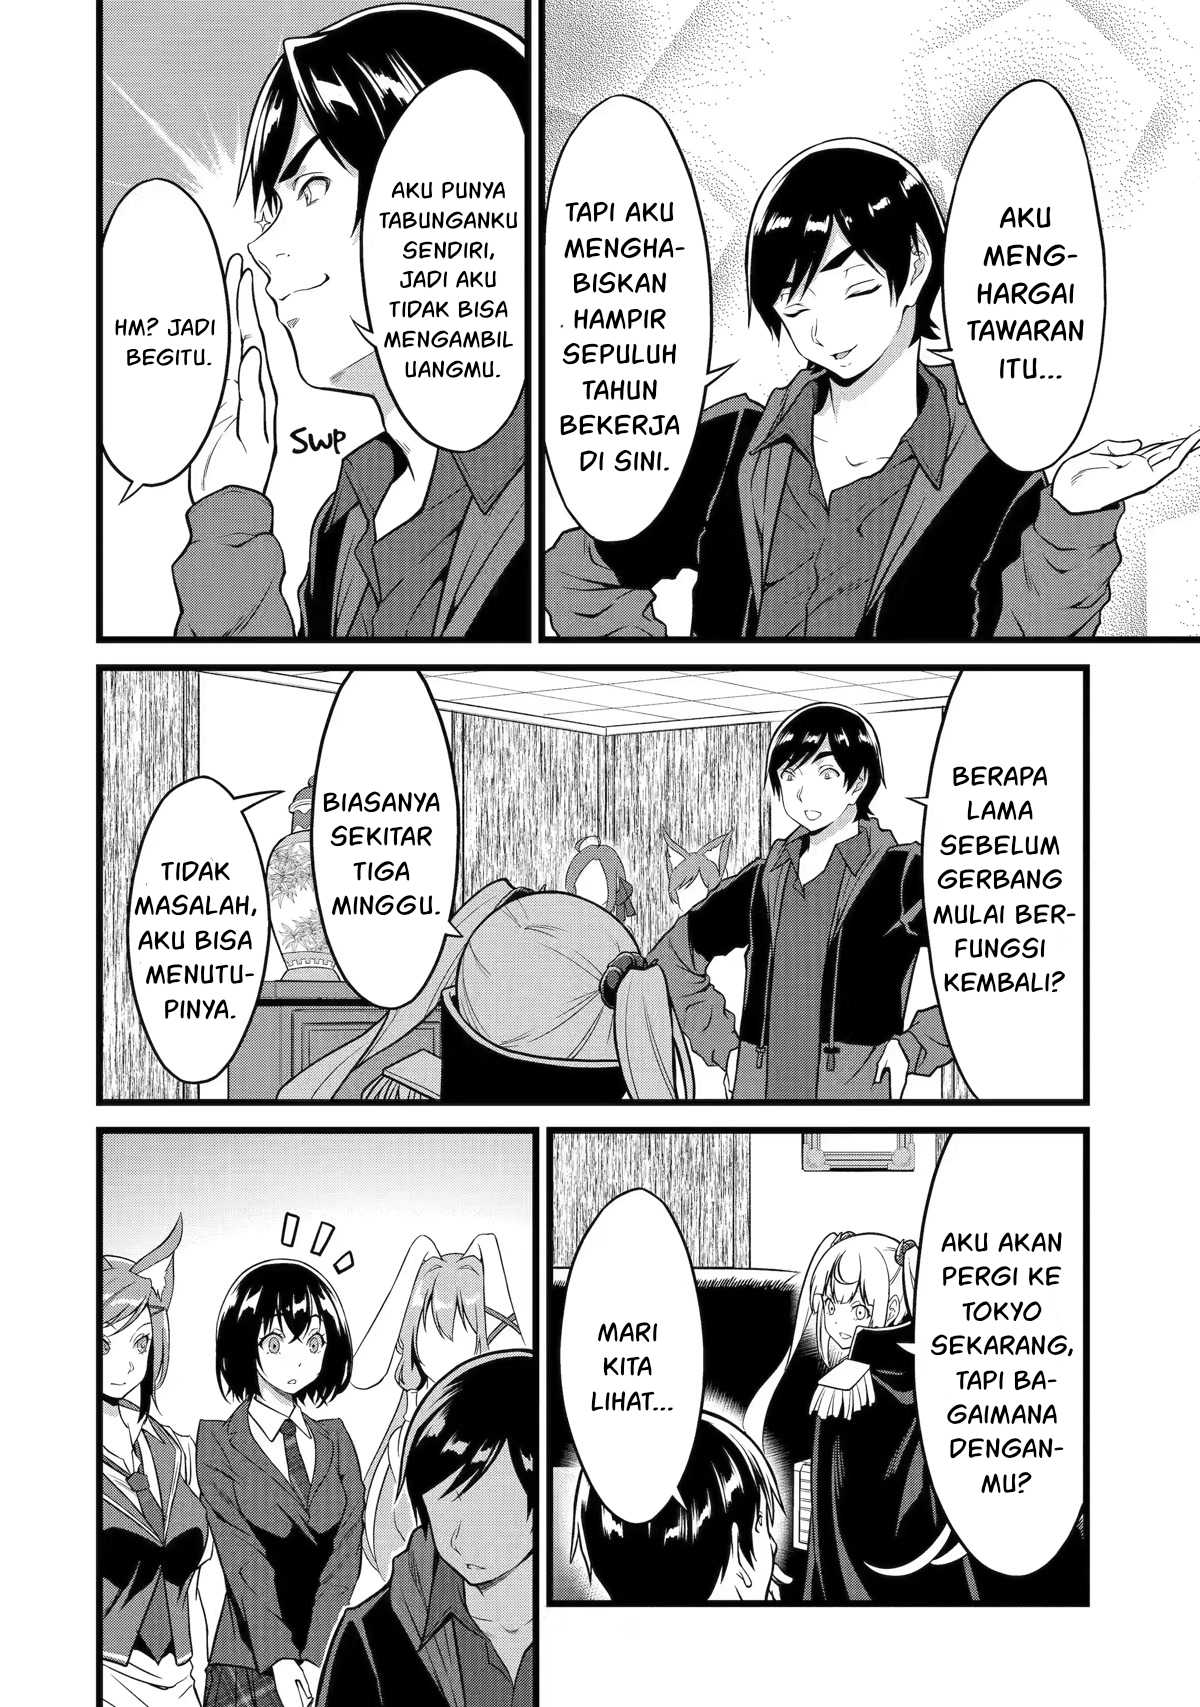 AKU
MENG-
HARGAI
TAWARAN
ITU...
TAPI AKU
MENGHA-
BISKAN
HAMPIR
SEPULUH
TAHUN
BEKERJA
DI SINI.
AKU PUNYA
TABUNGANKU
SENDIRI,
JADI AKU
TIDAK BISA
MENGAMBIL
UANGMU.
SWP
HM? JADI
BEGITU.
BERAPA
LAMA
SEBELUM
GERBANG
MULAI BER-
FUNGSI
KEMBALI?
BIASANYA
SEKITAR
TIGA
MINGGU.
TIDAK
MASALAH,
AKU BISA
MENUTU-
PINYA.
AKU AKAN
PERGI KE
TOKYO
SEKARANG,
TAPI BA-
GAIMANA
DENGAN-
MU?
MARI
KITA
LIHAT...